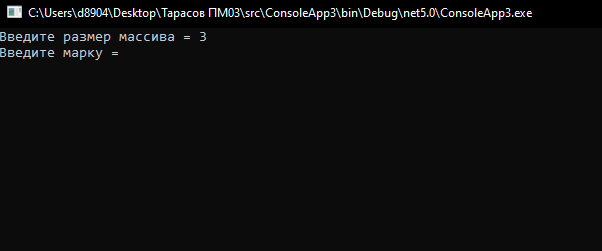 C:\Users\d8904\Desktop\Тарасов ПМ03\src\ConsoleApp3\bin\Debug\net5.0\ConsoleApp3.exe
Введите размер массива = 3
Введите марку =